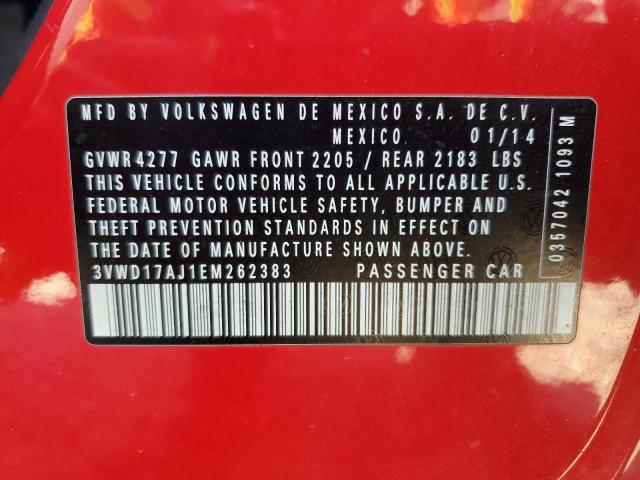 MFD BY VOLKSWAGEN DE MEXICO S.A. DE C.V.
MEXICO 01/14
GVWR 4277 GAWR FRONT 2205 / REAR 2183 LBS
THIS VEHICLE CONFORMS TO ALL APPLICABLE U.S.
FEDERAL MOTOR VEHICLE SAFETY, BUMPER AND
THEFT PREVENTION STANDARDS IN EFFECT ON
THE DATE OF MANUFACTURE SHOWN ABOVE.
3VWD17AJ1EM262383 PASSENGER CAR
0357042 1093 M